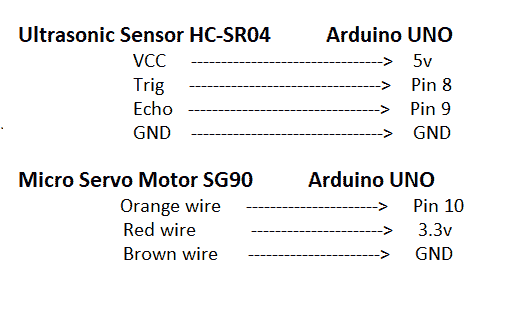 Ultrasonic Sensor HC-SR04 Arduino UNO
VCC --------------------------------> 5v
Trig --------------------------------> Pin 8
Echo --------------------------------> Pin 9
GND --------------------------------> GND
Micro Servo Motor SG90 Arduino UNO
Orange wire ----------------------> Pin 10
Red wire ----------------------> 3.3v
Brown wire ----------------------> GND